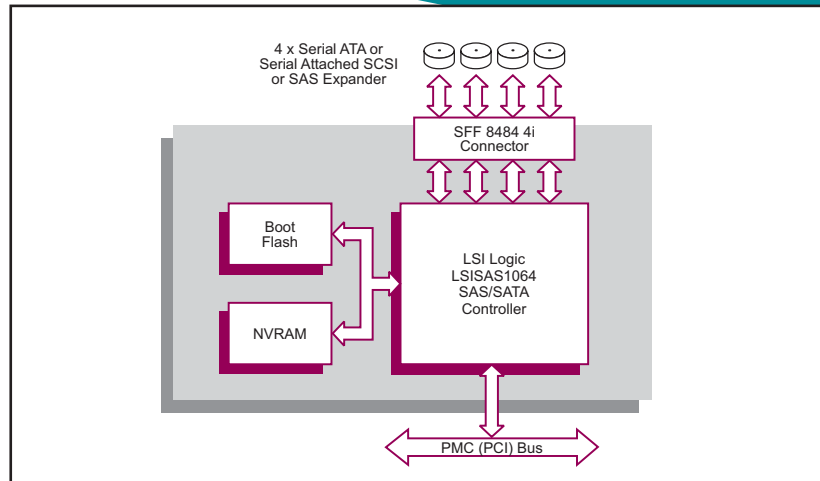 4 x Serial ATA or
Serial Attached SCSI
or SAS Expander
SFF 8484 4i
Connector
Boot
Flash
NVRAM
LSI Logic
LSISAS1064
SAS/SATA
Controller
PMC (PCI) Bus